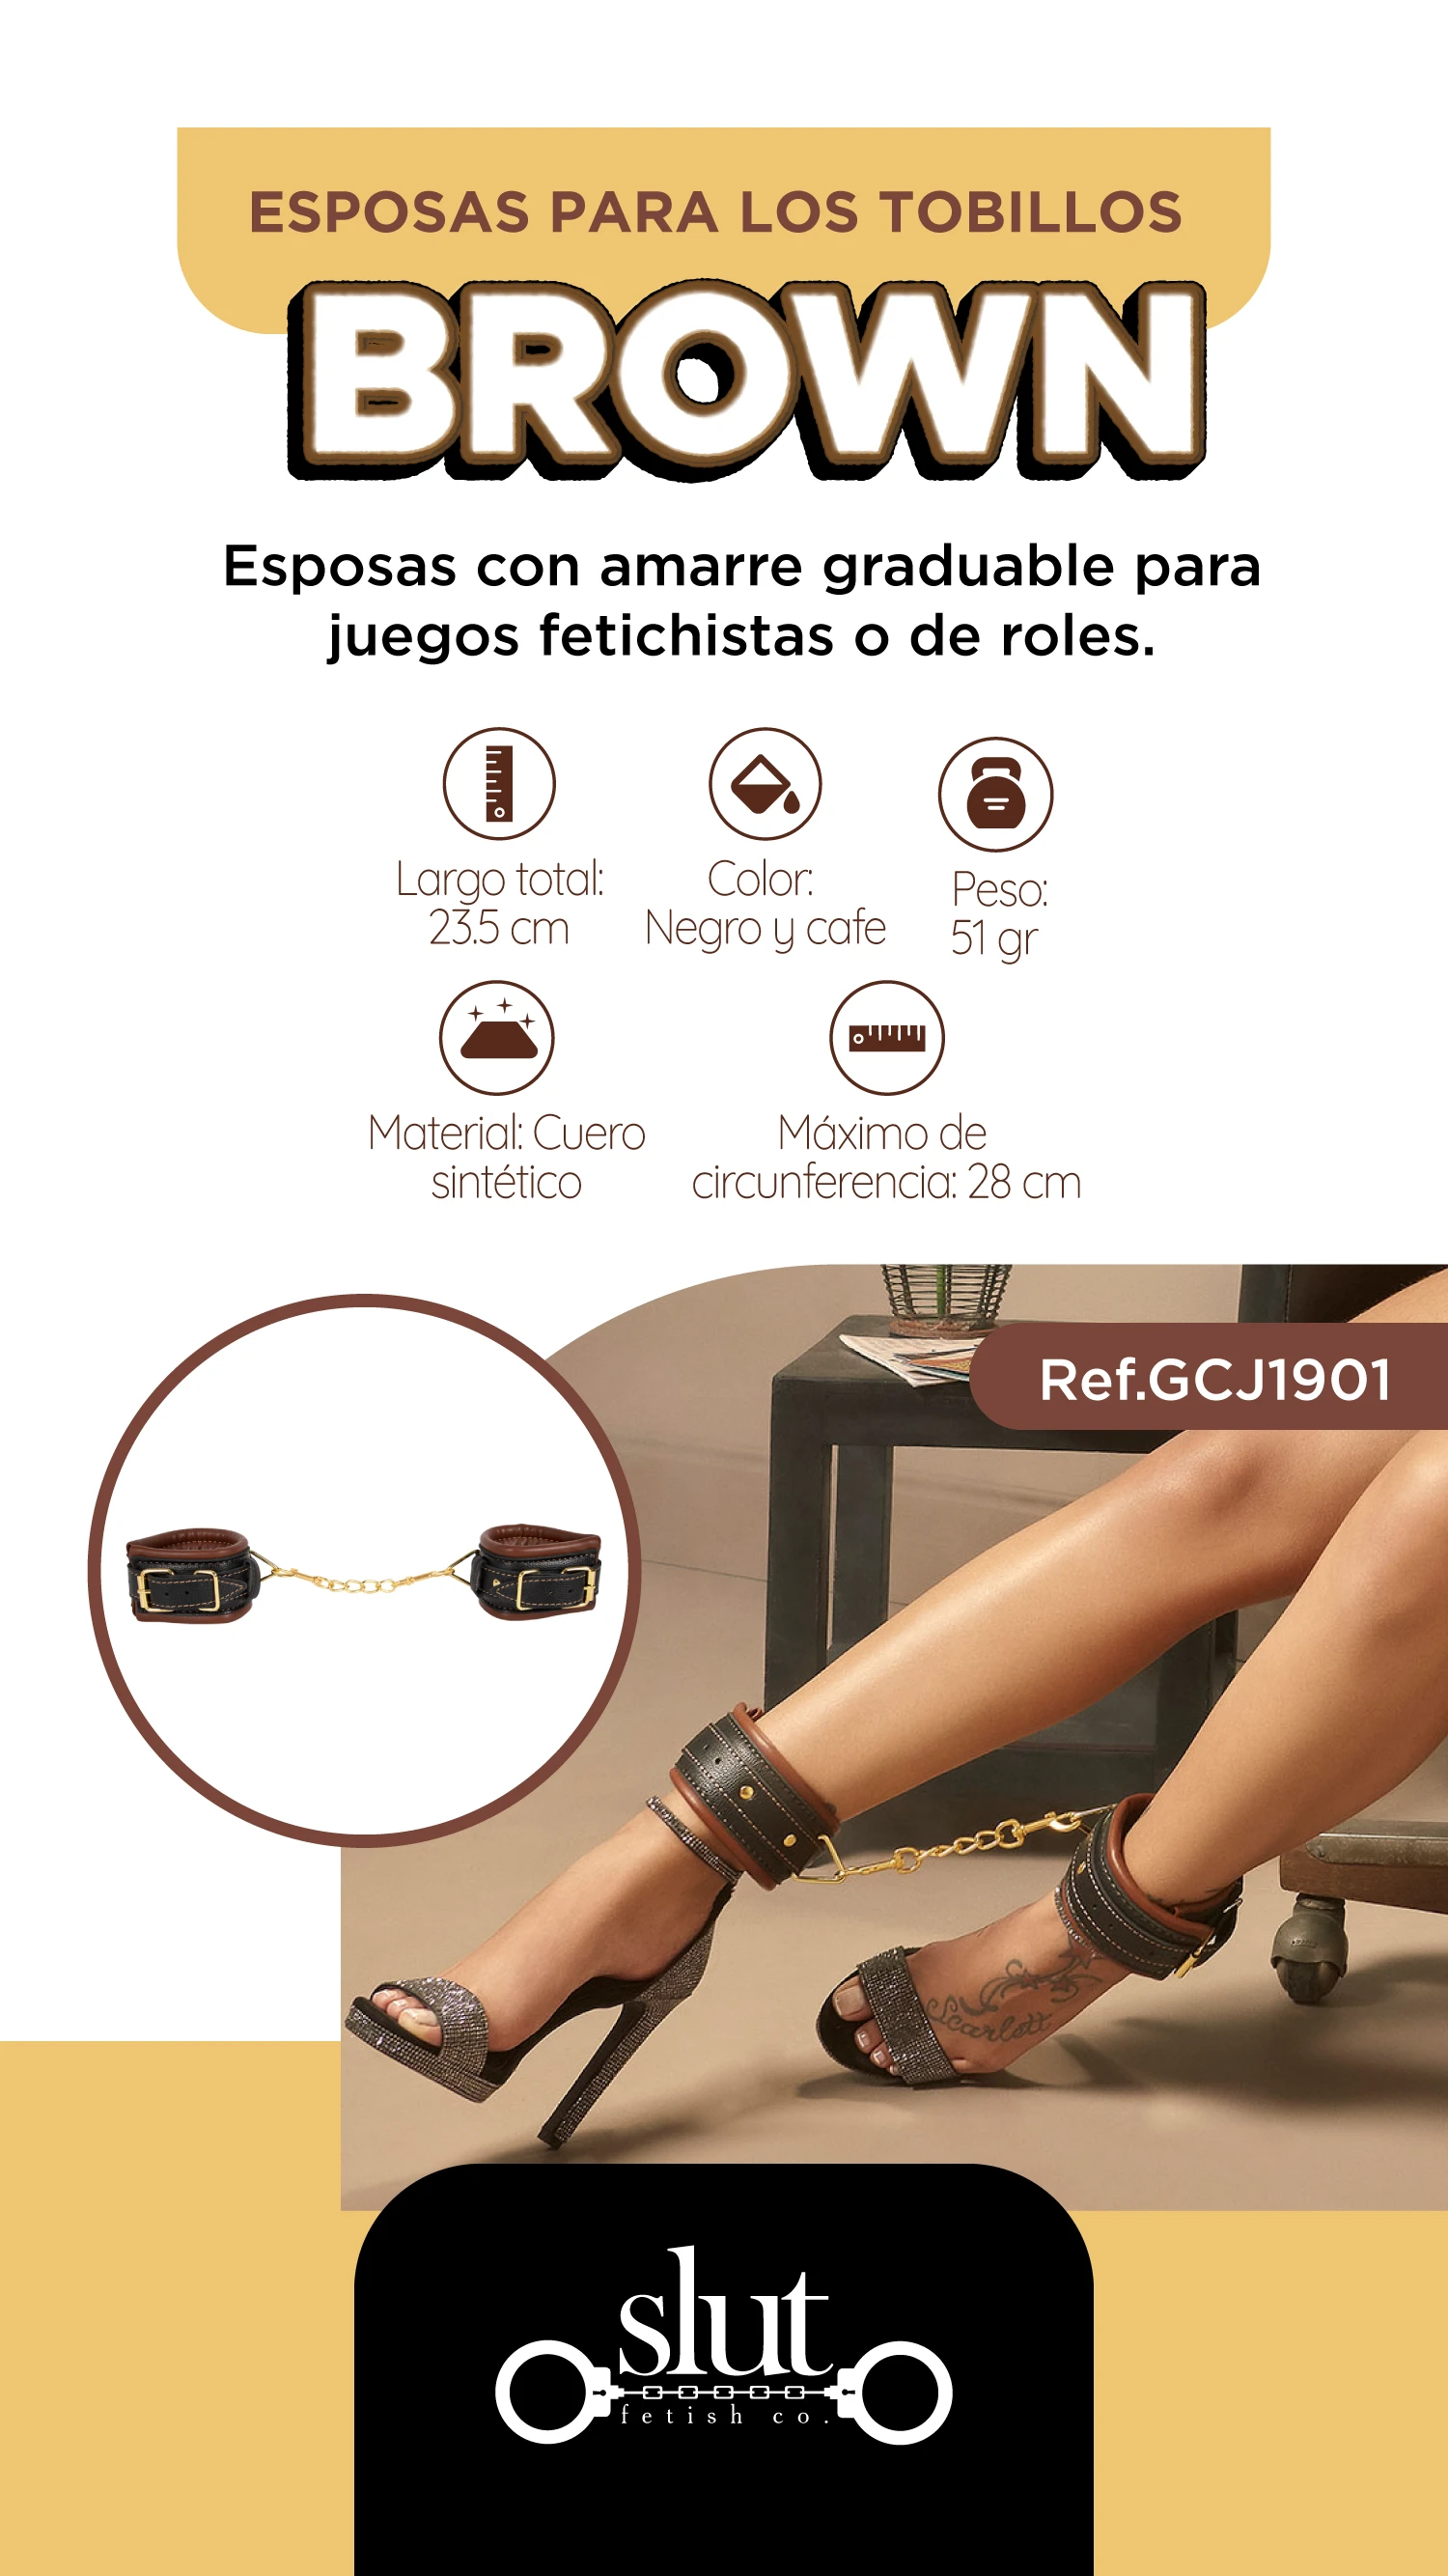 ESPOSAS PARA LOS TOBILLOS
BROWN
Esposas con amarre graduable para
juegos fetichistas o de roles.
Largo total:
23.5 cm
Color:
Negro y cafe
Peso:
51 gr
Material: Cuero
sintético
Máximo de
circunferencia: 28 cm
Ref.GCJ1901
Scarlett
slut
fetish co.